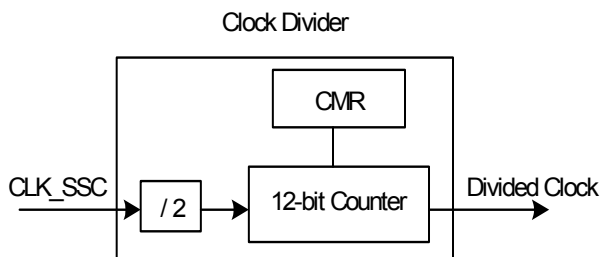 Clock Divider
CMR
CLK_SSC
/ 2
12-bit Counter
Divided Clock